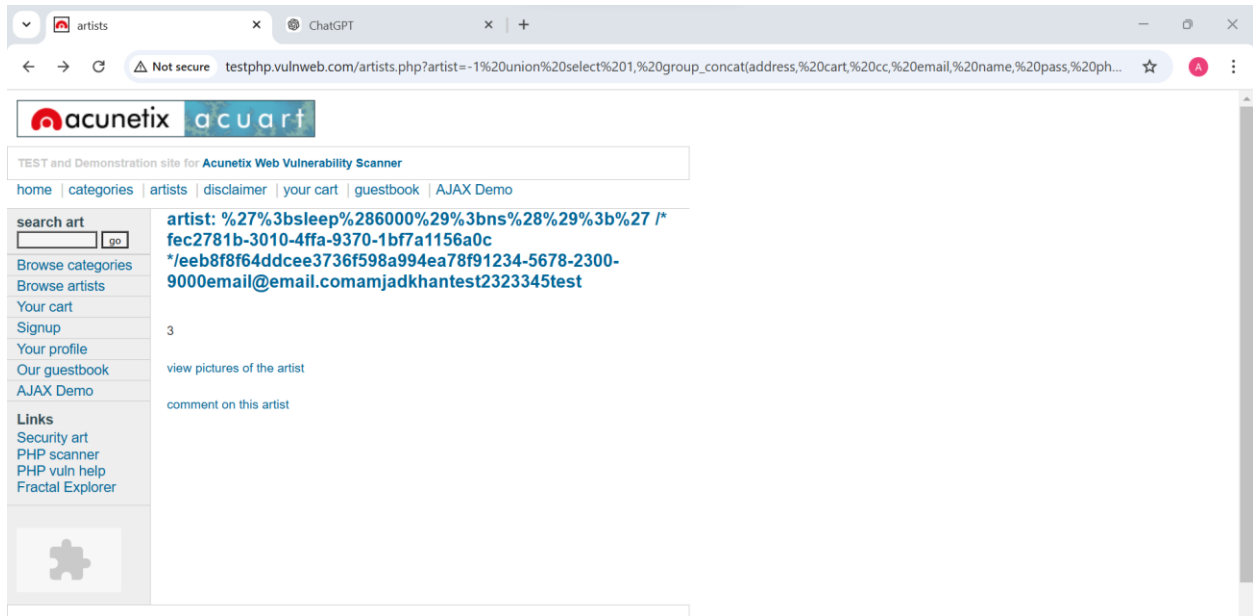 artists
ChatGPT
Not secure testphp.vulnweb.com/artists.php?artist=-1%20union%20select%201,%20group_concat(address,%20cart,%20cc,%20email,%20name,%20pass,%20ph...
A
acunetix acuart
TEST and Demonstration site for Acunetix Web Vulnerability Scanner
home | categories | artists | disclaimer | your cart | guestbook | AJAX Demo
search art
go
Browse categories
Browse artists
Your cart
Signup
Your profile
Our guestbook
AJAX Demo
Links
Security art
PHP scanner
PHP vuln help
Fractal Explorer
artist: %27%3bsleep%286000%29%3bns%28%29%3b%27 /*
fec2781b-3010-4ffa-9370-1bf7a1156a0c
*/eeb8f8f64ddcee3736f598a994ea78f91234-5678-2300-
9000email@email.comamjadkhantest2323345test
3
view pictures of the artist
comment on this artist